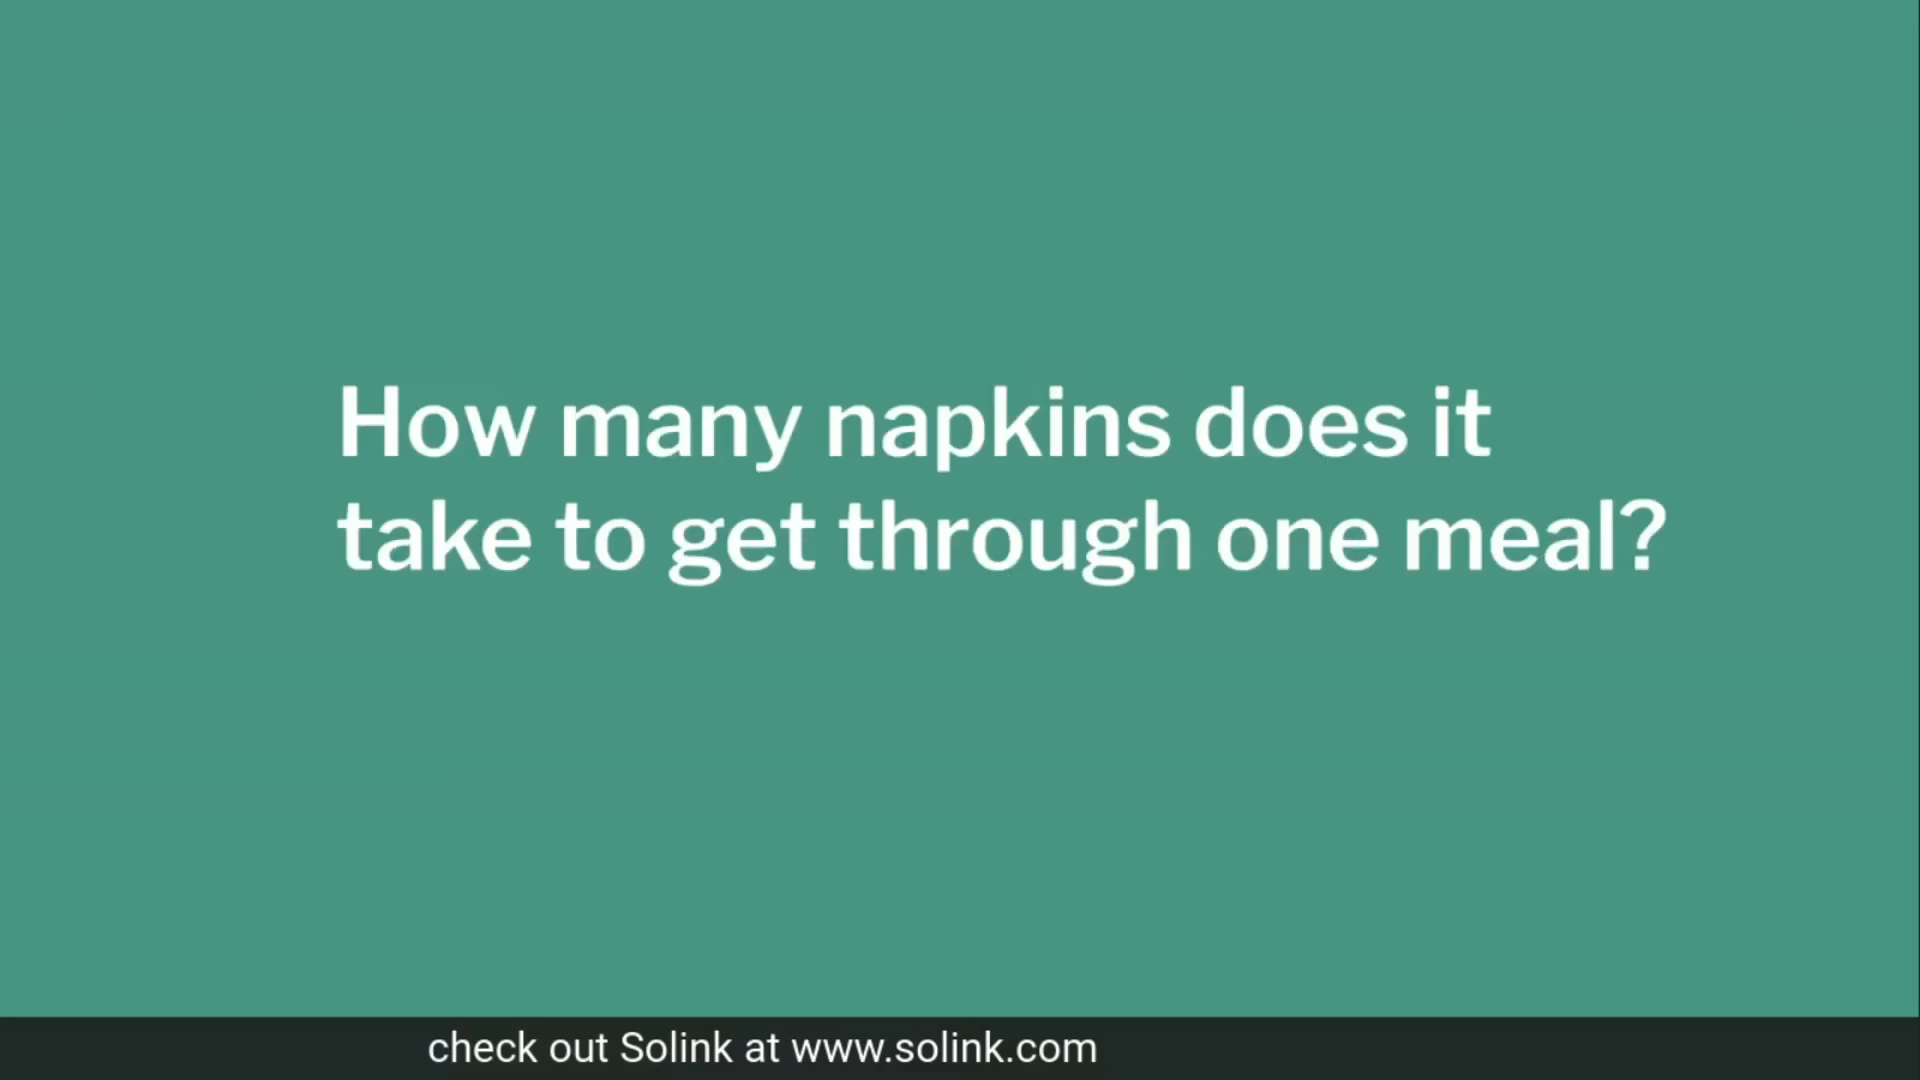 How many napkins does it
take to get through one meal?
check out Solink at www.solink.com